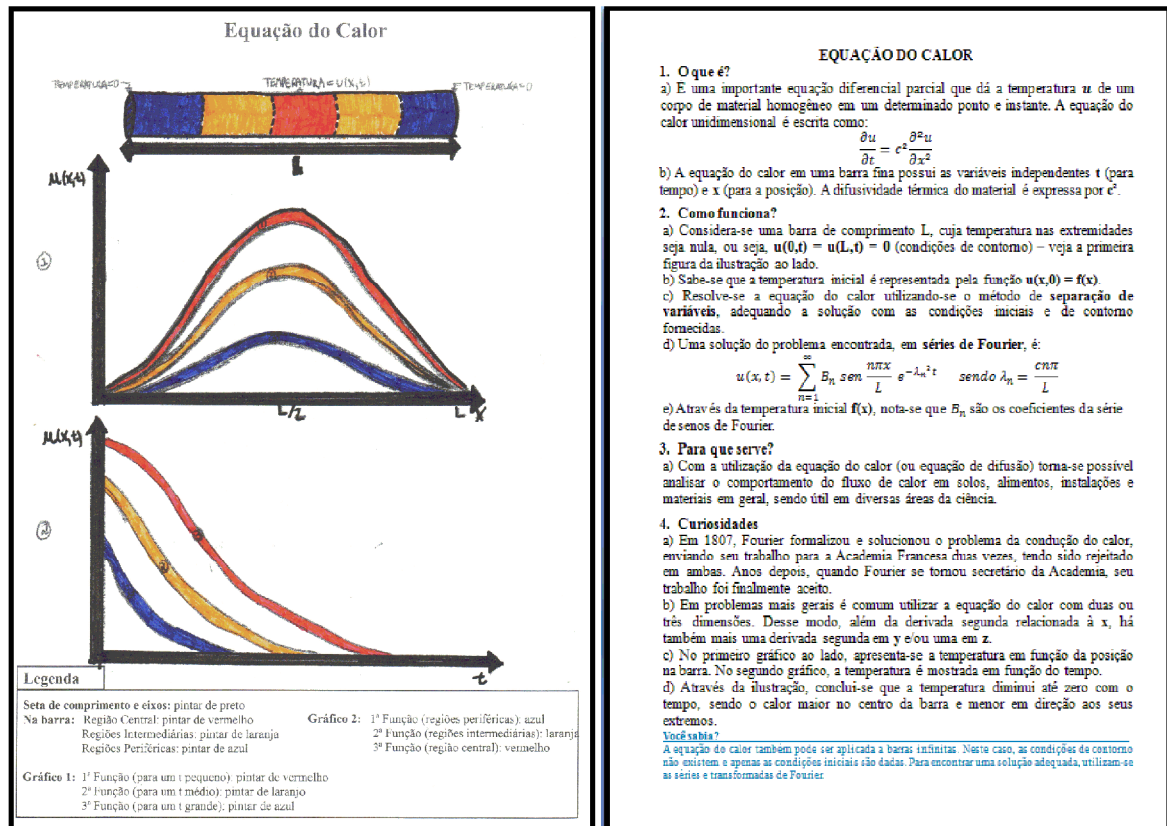 Equação do Calor
TEMPERATURA=0
TEMPERATURA = U(X,t)
TEMPERATURA=0
L
u(x,t)
1
1
2
3
L/2
L
X
u(x,t)
2
3
2
1
t
Legenda
Seta de comprimento e eixos: pintar de preto
Na barra: Região Central: pintar de vermelho
Regiões Intermediárias: pintar de laranja
Regiões Periféricas: pintar de azul
Gráfico 2: 1ª Função (regiões periféricas): azul
2ª Função (regiões intermediárias): laranja
3ª Função (região central): vermelho
Gráfico 1: 1ª Função (para um t pequeno): pintar de vermelho
2ª Função (para um t médio): pintar de laranjo
3ª Função (para um t grande): pintar de azul
EQUAÇÃO DO CALOR
1. O que é?
a) É uma importante equação diferencial parcial que dá a temperatura u de um
corpo de material homogêneo em um determinado ponto e instante. A equação do
calor unidimensional é escrita como:
∂u/∂t = c² ∂²u/∂x²
b) A equação do calor em uma barra fina possui as variáveis independentes t (para
tempo) e x (para a posição). A difusividade térmica do material é expressa por c².
2. Como funciona?
a) Considera-se uma barra de comprimento L, cuja temperatura nas extremidades
seja nula, ou seja, u(0,t) = u(L,t) = 0 (condições de contorno) – veja a primeira
figura da ilustração ao lado.
b) Sabe-se que a temperatura inicial é representada pela função u(x,0) = f(x).
c) Resolve-se a equação do calor utilizando-se o método de separação de
variáveis, adequando a solução com as condições iniciais e de contorno
fornecidas.
d) Uma solução do problema encontrada, em séries de Fourier, é:
u(x,t) = ∑_{n=1}^{∞} Bₙ sen nπx/L e^{-λₙ² t} sendo λₙ = cnπ/L
e) Através da temperatura inicial f(x), nota-se que Bₙ são os coeficientes da série
de senos de Fourier.
3. Para que serve?
a) Com a utilização da equação do calor (ou equação de difusão) torna-se possível
analisar o comportamento do fluxo de calor em solos, alimentos, instalações e
materiais em geral, sendo útil em diversas áreas da ciência.
4. Curiosidades
a) Em 1807, Fourier formalizou e solucionou o problema da condução do calor,
enviando seu trabalho para a Academia Francesa duas vezes, tendo sido rejeitado
em ambas. Anos depois, quando Fourier se tornou secretário da Academia, seu
trabalho foi finalmente aceito.
b) Em problemas mais gerais é comum utilizar a equação do calor com duas ou
três dimensões. Desse modo, além da derivada segunda relacionada à x, há
também mais uma derivada segunda em y e/ou uma em z.
c) No primeiro gráfico ao lado, apresenta-se a temperatura em função da posição
na barra. No segundo gráfico, a temperatura é mostrada em função do tempo.
d) Através da ilustração, conclui-se que a temperatura diminui até zero com o
tempo, sendo o calor maior no centro da barra e menor em direção aos seus
extremos.
Você sabia?
A equação do calor também pode ser aplicada a barras infinitas. Neste caso, as condições de contorno
não existem e apenas as condições iniciais são dadas. Para encontrar uma solução adequada, utilizam-se
as séries e transformadas de Fourier.